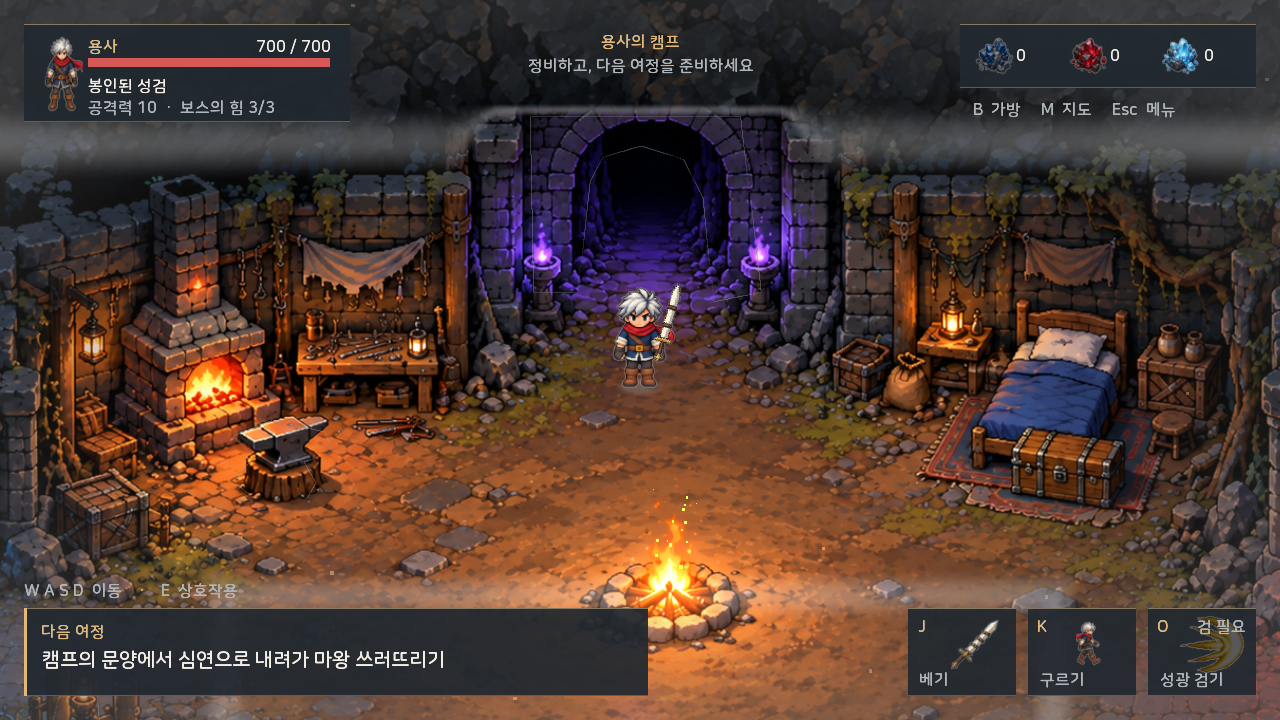 용사 700 / 700
봉인된 성검
공격력 10 · 보스의 힘 3/3
용사의 캠프
정비하고, 다음 여정을 준비하세요
0 0 0
B 가방 M 지도 Esc 메뉴
W A S D 이동 · E 상호작용
다음 여정
캠프의 문양에서 심연으로 내려가 마왕 쓰러뜨리기
J
베기
K
구르기
O 검 필요
성광 검기